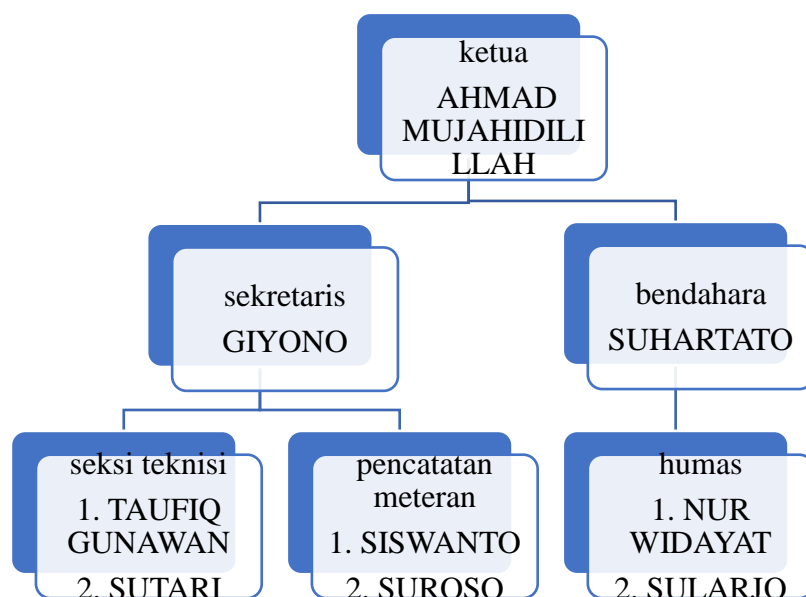 ketua
AHMAD
MUJAHIDILI
LLAH
sekretaris
GIYONO
bendahara
SUHARTATO
seksi teknisi
1. TAUFIQ
GUNAWAN
2. SUTARI
pencatatan
meteran
1. SISWANTO
2. SUROSO
humas
1. NUR
WIDAYAT
2. SULARJO